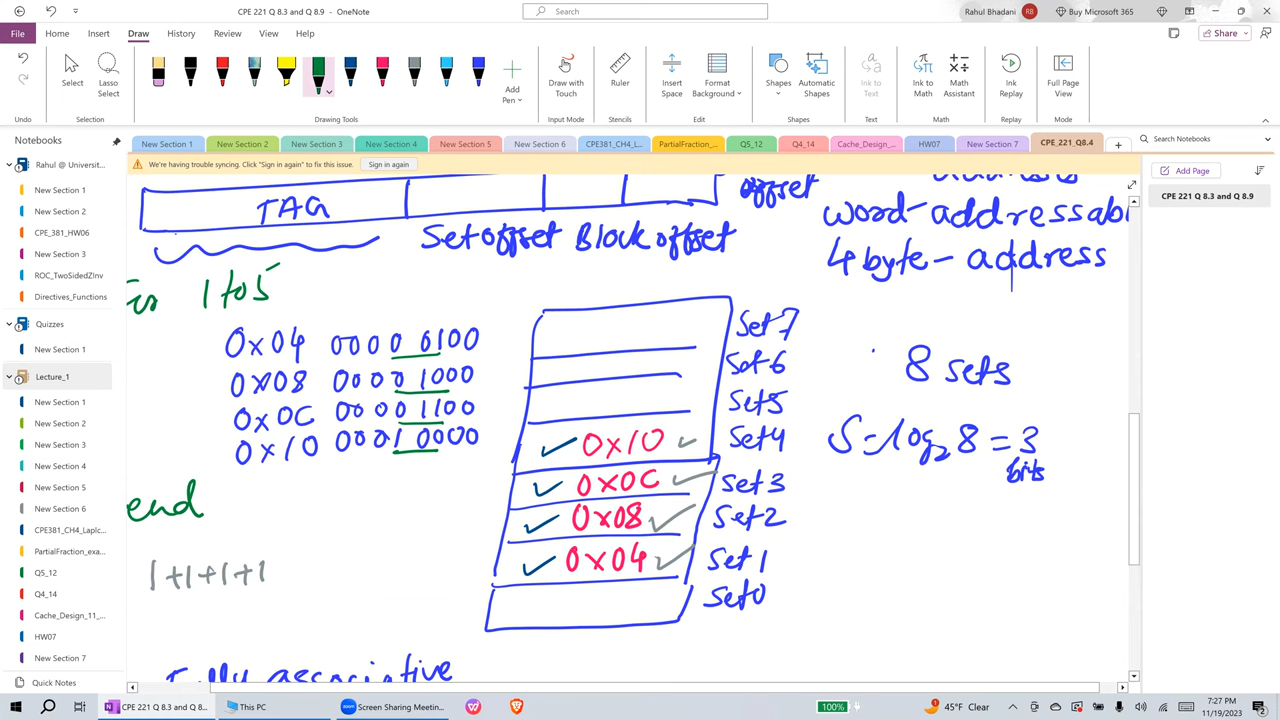 CPE 221 Q 8.3 and Q 8.9 - OneNote
Search
Rahul Bhadani
RB
Buy Microsoft 365
File
Home
Insert
Draw
History
Review
View
Help
Share
Select
Lasso Select
Add Pen
Draw with Touch
Ruler
Insert Space
Format Background
Shapes
Automatic Shapes
Ink to Text
Ink to Math
Math Assistant
Ink Replay
Full Page View
Undo
Selection
Drawing Tools
Input Mode
Stencils
Edit
Convert
Replay
Mode
Notebooks
New Section 1
New Section 2
New Section 3
New Section 4
New Section 5
New Section 6
CPE381_CH4_L...
PartialFraction_...
Q5_12
Q4_14
Cache_Design_...
HW07
New Section 7
CPE_221_Q8.4
Search Notebooks
We're having trouble syncing. Click "Sign in again" to fix this issue.
Sign in again
Add Page
CPE 221 Q 8.3 and Q 8.9
Rahul @ Universit...
New Section 1
New Section 2
CPE_381_HW06
New Section 3
ROC_TwoSidedZInv
Directives_Functions
Quizzes
New Section 1
Lecture_1
New Section 1
New Section 2
New Section 3
New Section 4
New Section 5
New Section 6
CPE381_CH4_Laplc...
PartialFraction_exa...
Q5_12
Q4_14
Cache_Design_11_...
HW07
New Section 7
Quick Notes
TAG
offset
Set offset Block offset
word-addressab
4 byte - address
1 to 5
0x04 0000 0100
0x08 0000 1000
0x0C 0000 1100
0x10 0001 0000
end
1+1+1+1
Set 7
Set 6
Set 5
0x10 Set 4
0x0C Set 3
0x08 Set 2
0x04 Set 1
Set 0
8 sets
S = log2 8 = 3
bits
Fully associative
CPE 221 Q 8.3 and ...
This PC
Screen Sharing Meeting...
100%
45°F Clear
7:27 PM
11/19/2023